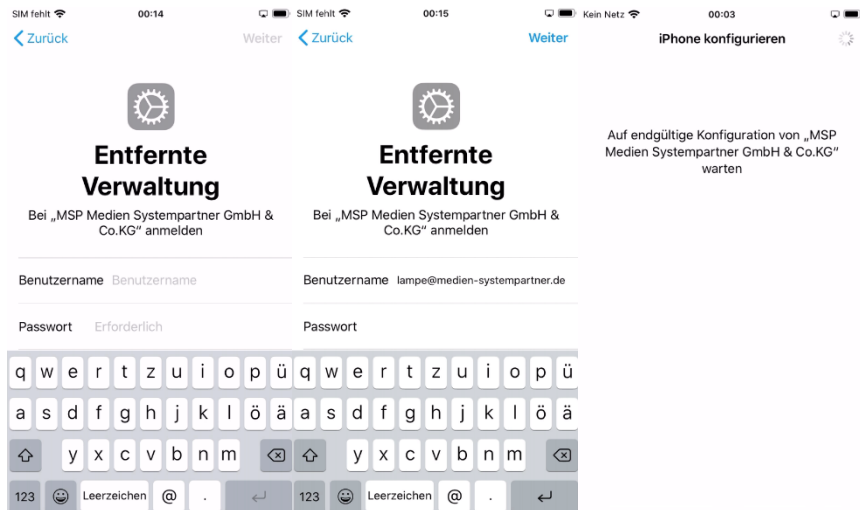 SIM fehlt 00:14
Zurück Weiter
Entfernte
Verwaltung
Bei „MSP Medien Systempartner GmbH &
Co.KG“ anmelden
Benutzername Benutzername
Passwort Erforderlich
q w e r t z u i o p ü
a s d f g h j k l ö ä
y x c v b n m
123 Leerzeichen @ .
SIM fehlt 00:15
Zurück Weiter
Entfernte
Verwaltung
Bei „MSP Medien Systempartner GmbH &
Co.KG“ anmelden
Benutzername lampe@medien-systempartner.de
Passwort
q w e r t z u i o p ü
a s d f g h j k l ö ä
y x c v b n m
123 Leerzeichen @ .
Kein Netz 00:03
iPhone konfigurieren
Auf endgültige Konfiguration von „MSP
Medien Systempartner GmbH & Co.KG“
warten